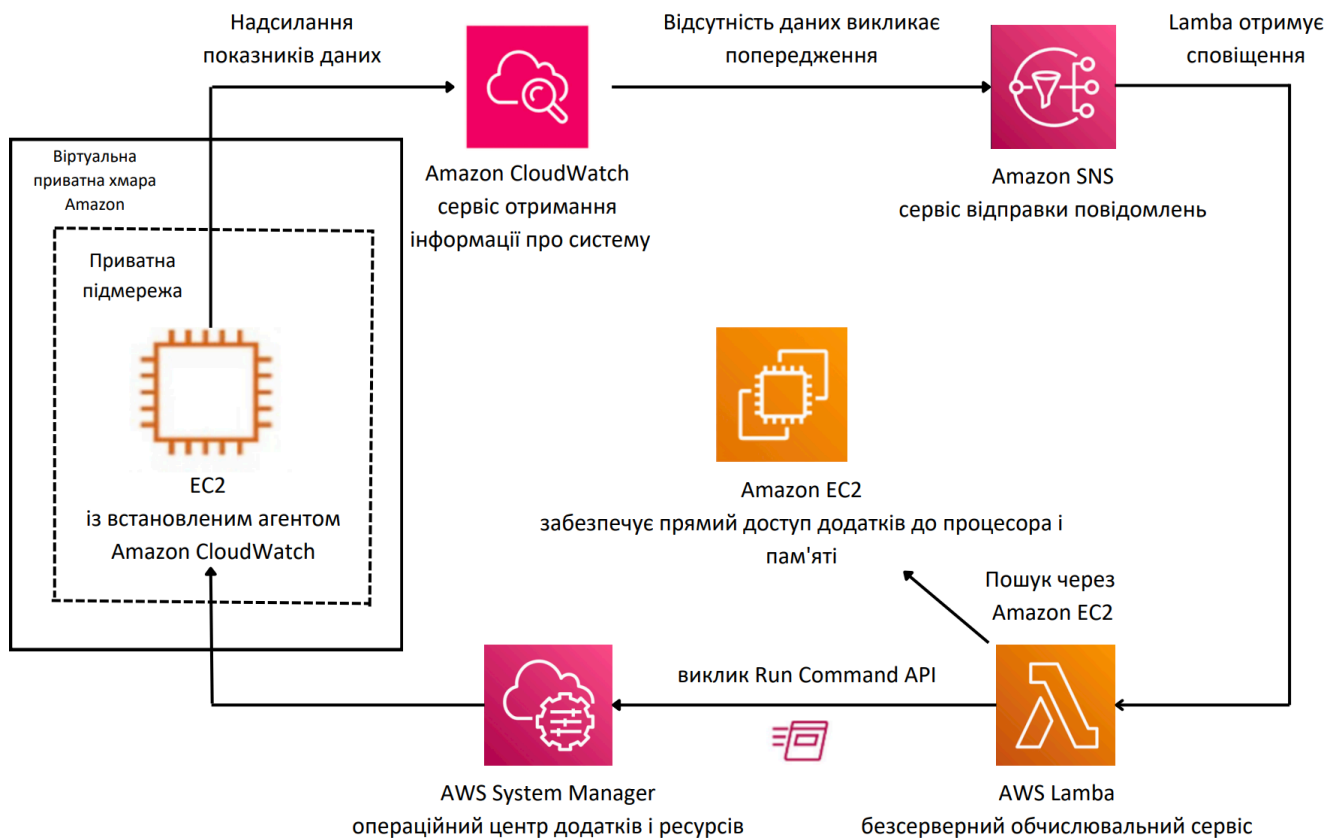 Надсилання
показників даних
Відсутність даних викликає
попередження
Lamba отримує
сповіщення
Amazon CloudWatch
сервіс отримання
інформації про систему
Amazon SNS
сервіс відправки повідомлень
Віртуальна
приватна хмара
Amazon
Приватна
підмережа
EC2
із встановленим агентом
Amazon CloudWatch
Amazon EC2
забезпечує прямий доступ додатків до процесора і
пам'яті
Пошук через
Amazon EC2
виклик Run Command API
AWS System Manager
операційний центр додатків і ресурсів
AWS Lamba
безсерверний обчислювальний сервіс